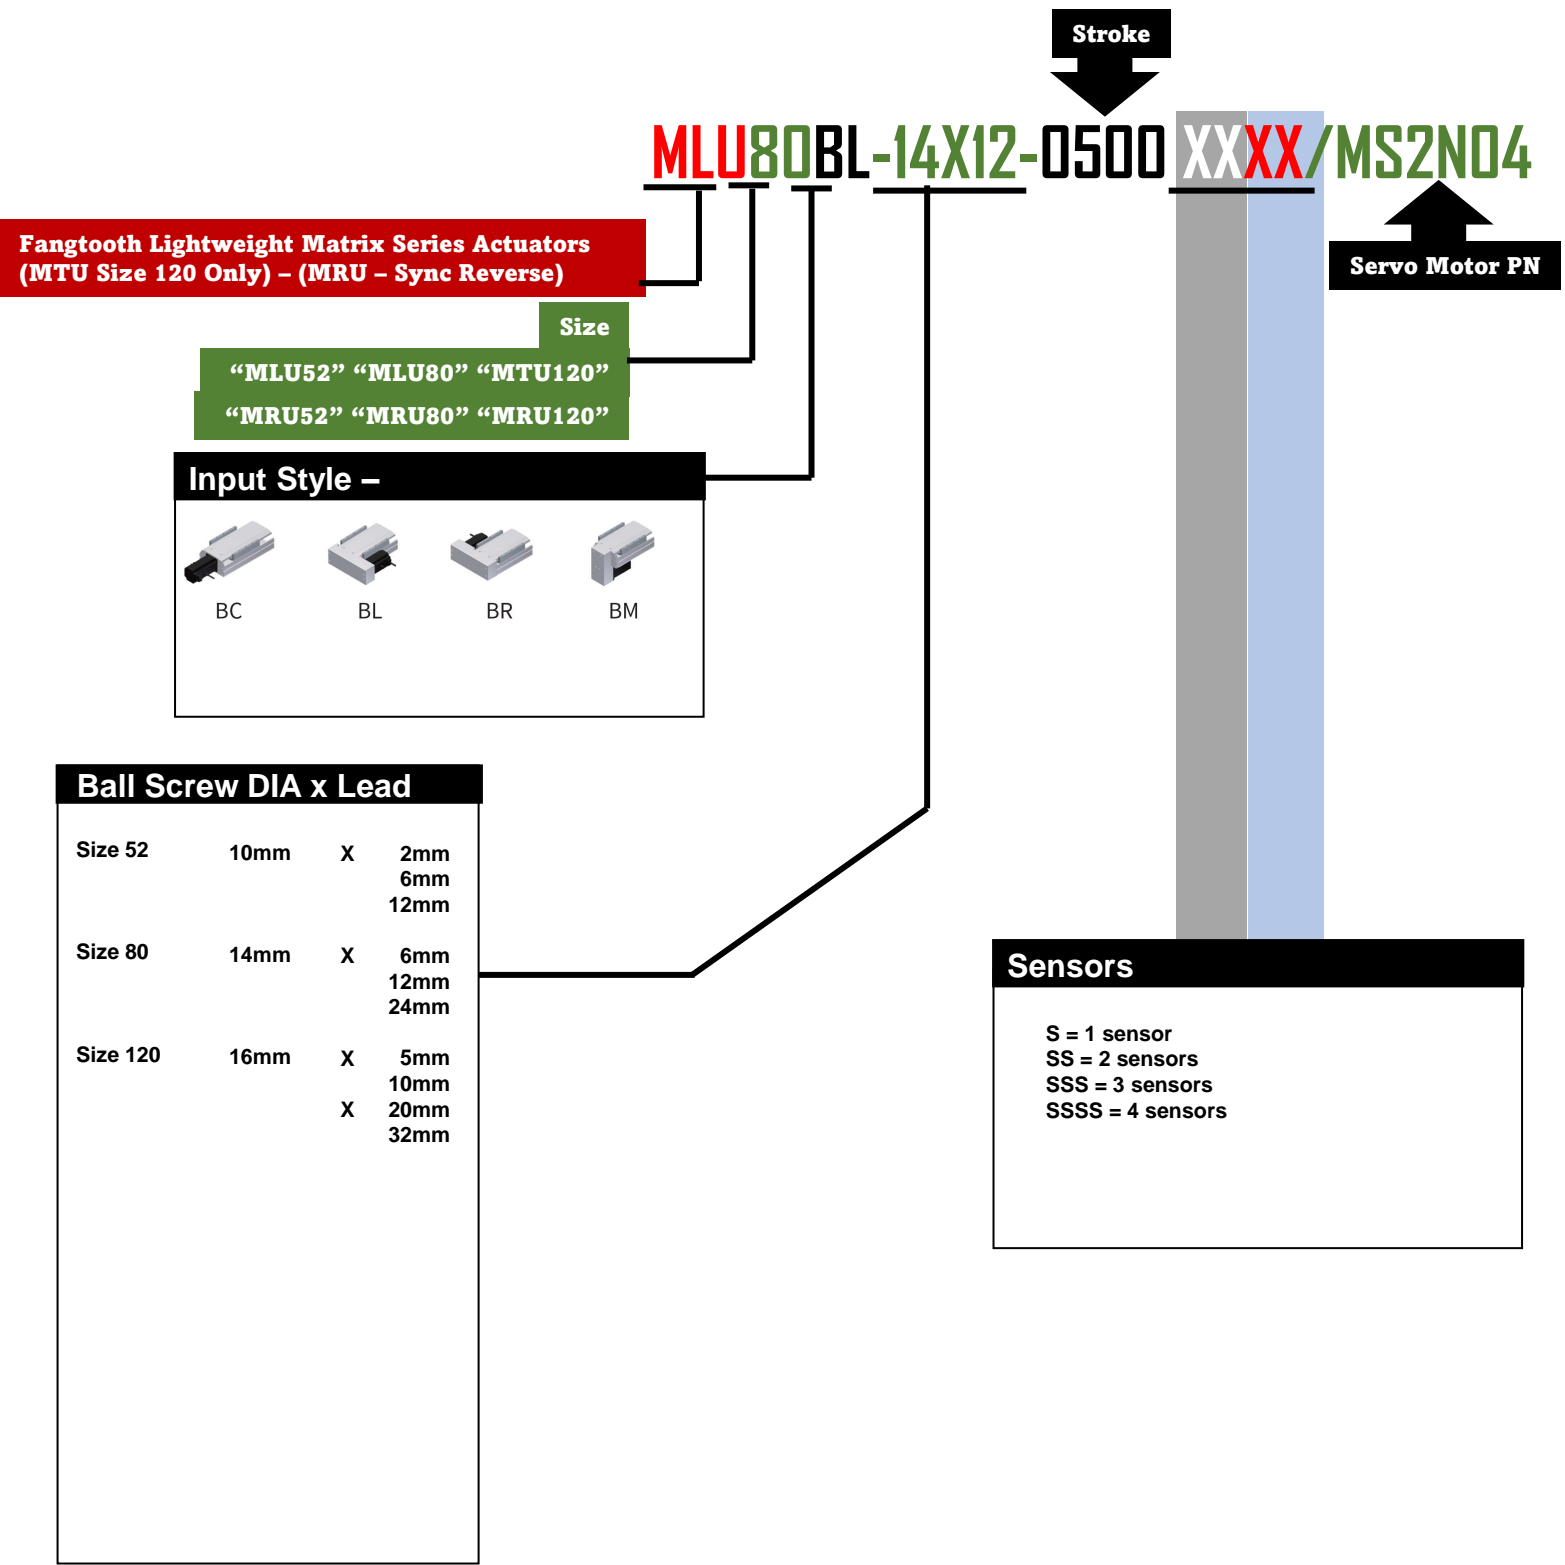 Stroke
MLU80BL-14X12-0500 XXXX/MS2N04
Servo Motor PN
Fangtooth Lightweight Matrix Series Actuators
(MTU Size 120 Only) – (MRU – Sync Reverse)
Size
“MLU52” “MLU80” “MTU120”
“MRU52” “MRU80” “MRU120”
Input Style –
BC BL BR BM
Ball Screw DIA x Lead
Size 52 10mm X 2mm
6mm
12mm
Size 80 14mm X 6mm
12mm
24mm
Size 120 16mm X 5mm
10mm
X 20mm
32mm
Sensors
S = 1 sensor
SS = 2 sensors
SSS = 3 sensors
SSSS = 4 sensors